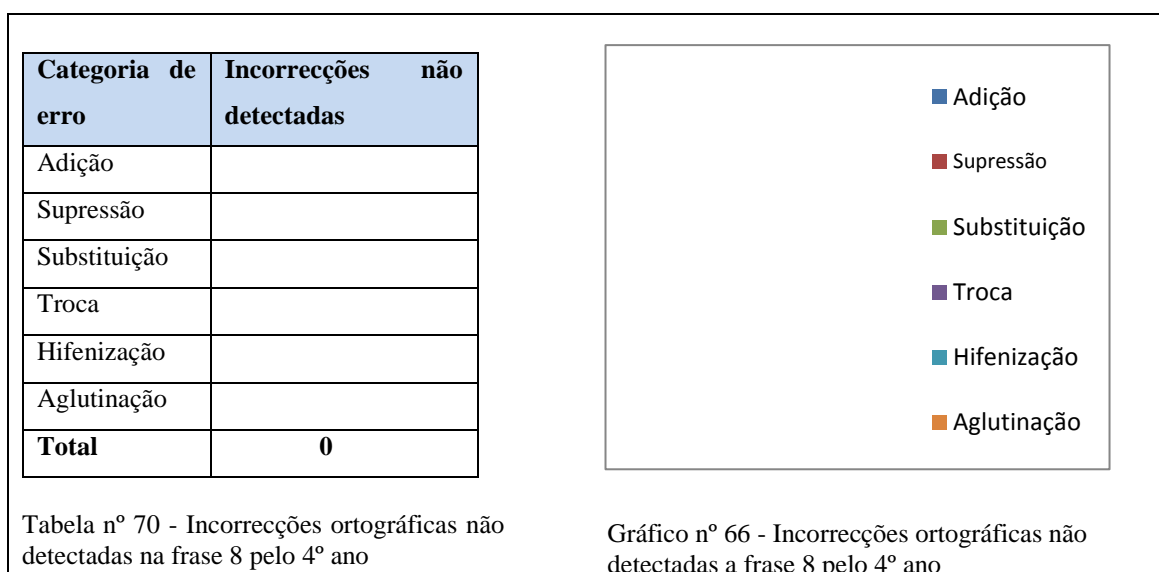 Categoria de Incorrecções não
erro detectadas
Adição
Supressão
Substituição
Troca
Hifenização
Aglutinação
Total 0
Tabela nº 70 - Incorrecções ortográficas não
detectadas na frase 8 pelo 4º ano
Adição
Supressão
Substituição
Troca
Hifenização
Aglutinação
Gráfico nº 66 - Incorrecções ortográficas não
detectadas a frase 8 pelo 4º ano